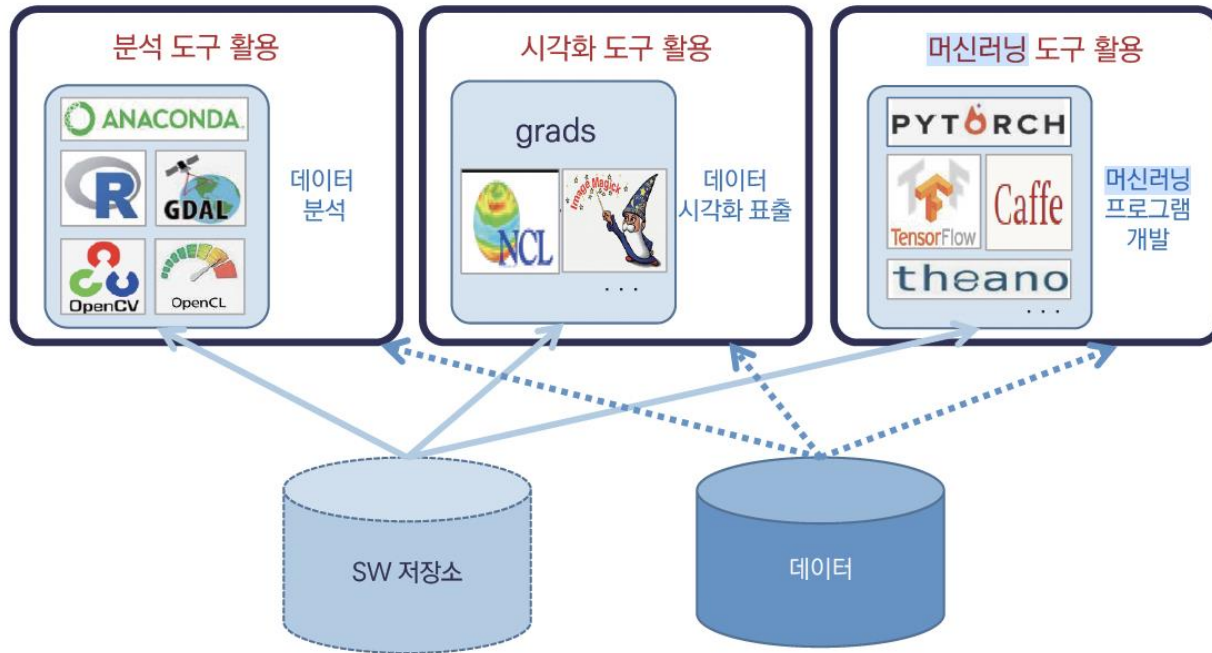 분석 도구 활용
ANACONDA.
R
GDAL
OpenCV
OpenCL
데이터
분석
시각화 도구 활용
grads
NCL
Image Magick
. . .
데이터
시각화 표출
머신러닝 도구 활용
PYTORCH
TensorFlow
Caffe
theano
. . .
머신러닝
프로그램
개발
SW 저장소
데이터